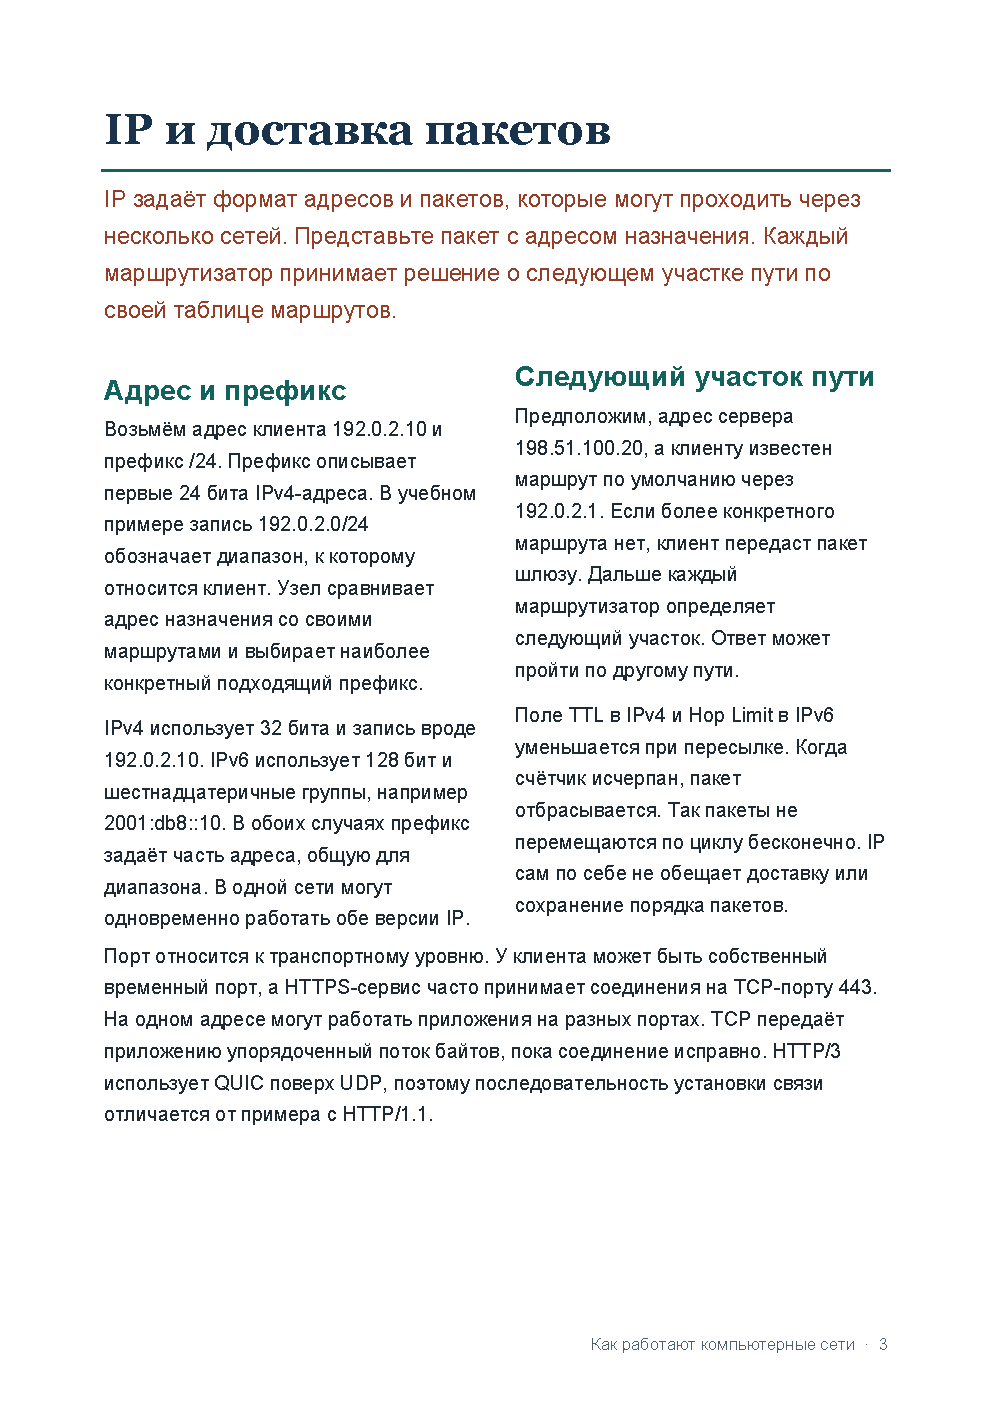 IP и доставка пакетов
IP задаёт формат адресов и пакетов, которые могут проходить через
несколько сетей. Представьте пакет с адресом назначения. Каждый
маршрутизатор принимает решение о следующем участке пути по
своей таблице маршрутов.
Адрес и префикс
Возьмём адрес клиента 192.0.2.10 и
префикс /24. Префикс описывает
первые 24 бита IPv4-адреса. В учебном
примере запись 192.0.2.0/24
обозначает диапазон, к которому
относится клиент. Узел сравнивает
адрес назначения со своими
маршрутами и выбирает наиболее
конкретный подходящий префикс.
IPv4 использует 32 бита и запись вроде
192.0.2.10. IPv6 использует 128 бит и
шестнадцатеричные группы, например
2001:db8::10. В обоих случаях префикс
задаёт часть адреса, общую для
диапазона. В одной сети могут
одновременно работать обе версии IP.
Следующий участок пути
Предположим, адрес сервера
198.51.100.20, а клиенту известен
маршрут по умолчанию через
192.0.2.1. Если более конкретного
маршрута нет, клиент передаст пакет
шлюзу. Дальше каждый
маршрутизатор определяет
следующий участок. Ответ может
пройти по другому пути.
Поле TTL в IPv4 и Hop Limit в IPv6
уменьшается при пересылке. Когда
счётчик исчерпан, пакет
отбрасывается. Так пакеты не
перемещаются по циклу бесконечно. IP
сам по себе не обещает доставку или
сохранение порядка пакетов.
Порт относится к транспортному уровню. У клиента может быть собственный
временный порт, а HTTPS-сервис часто принимает соединения на TCP-порту 443.
На одном адресе могут работать приложения на разных портах. TCP передаёт
приложению упорядоченный поток байтов, пока соединение исправно. HTTP/3
использует QUIC поверх UDP, поэтому последовательность установки связи
отличается от примера с HTTP/1.1.
Как работают компьютерные сети · 3